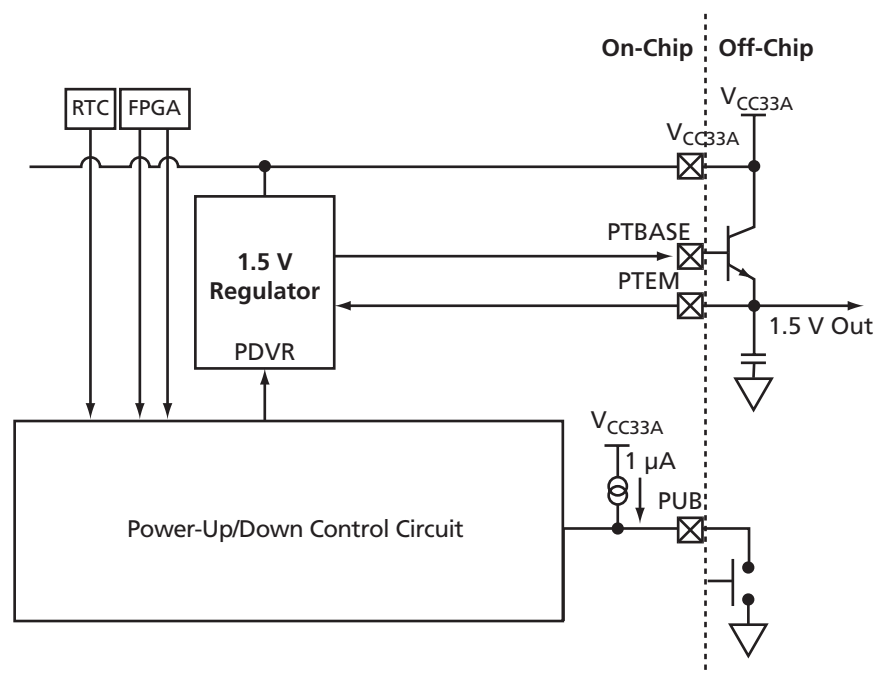 On-Chip
Off-Chip
RTC
FPGA
VCC33A
VCC33A
PTBASE
1.5 V
Regulator
PTEM
1.5 V Out
PDVR
VCC33A
1 µA
PUB
Power-Up/Down Control Circuit